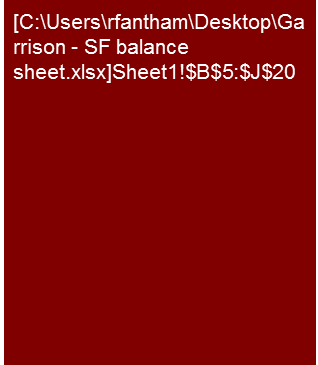 [C:\Users\rfantham\Desktop\Ga
rrison - SF balance
sheet.xlsx]Sheet1!$B$5:$J$20